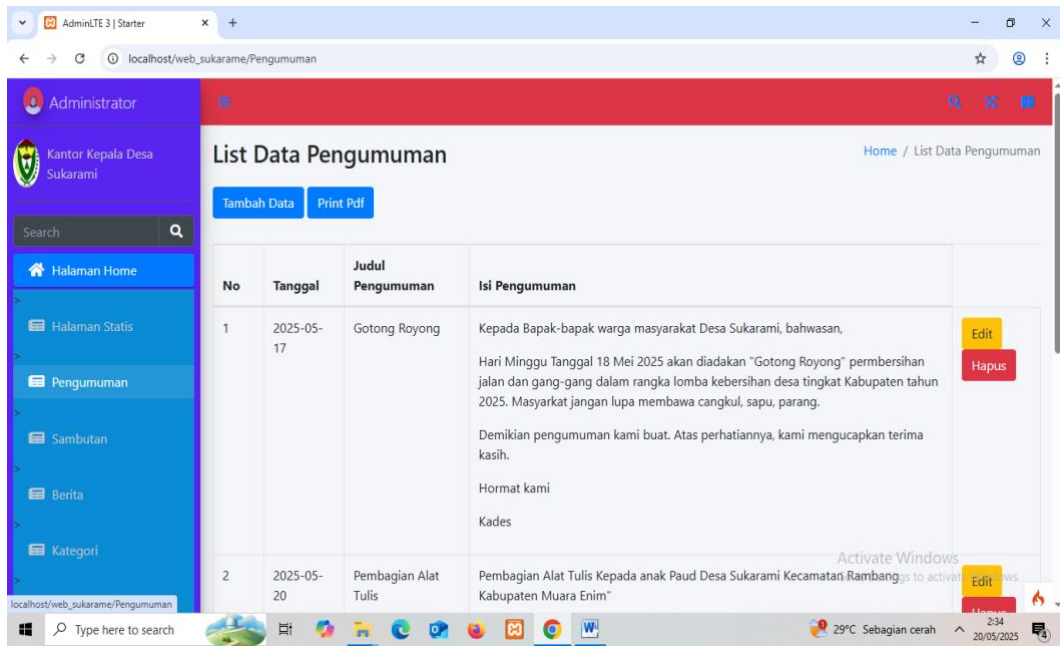 AdminLTE 3 | Starter
localhost/web_sukarame/Pengumuman
Administrator
Kantor Kepala Desa
Sukarami
Search
Halaman Home
>
Halaman Statis
>
Pengumuman
>
Sambutan
>
Berita
>
Kategori
>
localhost/web_sukarame/Pengumuman
List Data Pengumuman
Home / List Data Pengumuman
Tambah Data Print Pdf
No Tanggal Judul Pengumuman Isi Pengumuman
1 2025-05-17 Gotong Royong
Kepada Bapak-bapak warga masyarakat Desa Sukarami, bahwasan,
Hari Minggu Tanggal 18 Mei 2025 akan diadakan "Gotong Royong" permbersihan
jalan dan gang-gang dalam rangka lomba kebersihan desa tingkat Kabupaten tahun
2025. Masyarkat jangan lupa membawa cangkul, sapu, parang.
Demikian pengumuman kami buat. Atas perhatiannya, kami mengucapkan terima
kasih.
Hormat kami
Kades
Edit
Hapus
2 2025-05-20 Pembagian Alat Tulis
Pembagian Alat Tulis Kepada anak Paud Desa Sukarami Kecamatan Rambang
Kabupaten Muara Enim"
Edit
Hapus
Activate Windows
Type here to search
29°C Sebagian cerah
2:34
20/05/2025
4